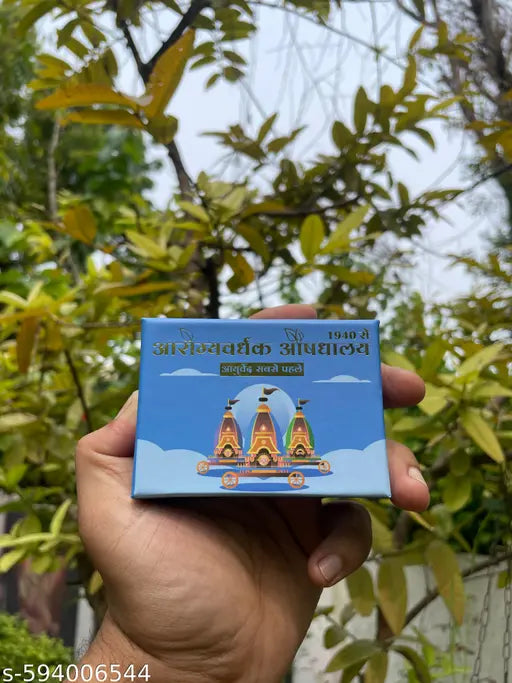 1940 से
आरोग्यवर्धक औषधालय
आयुर्वेद सबसे पहले
s-594006544